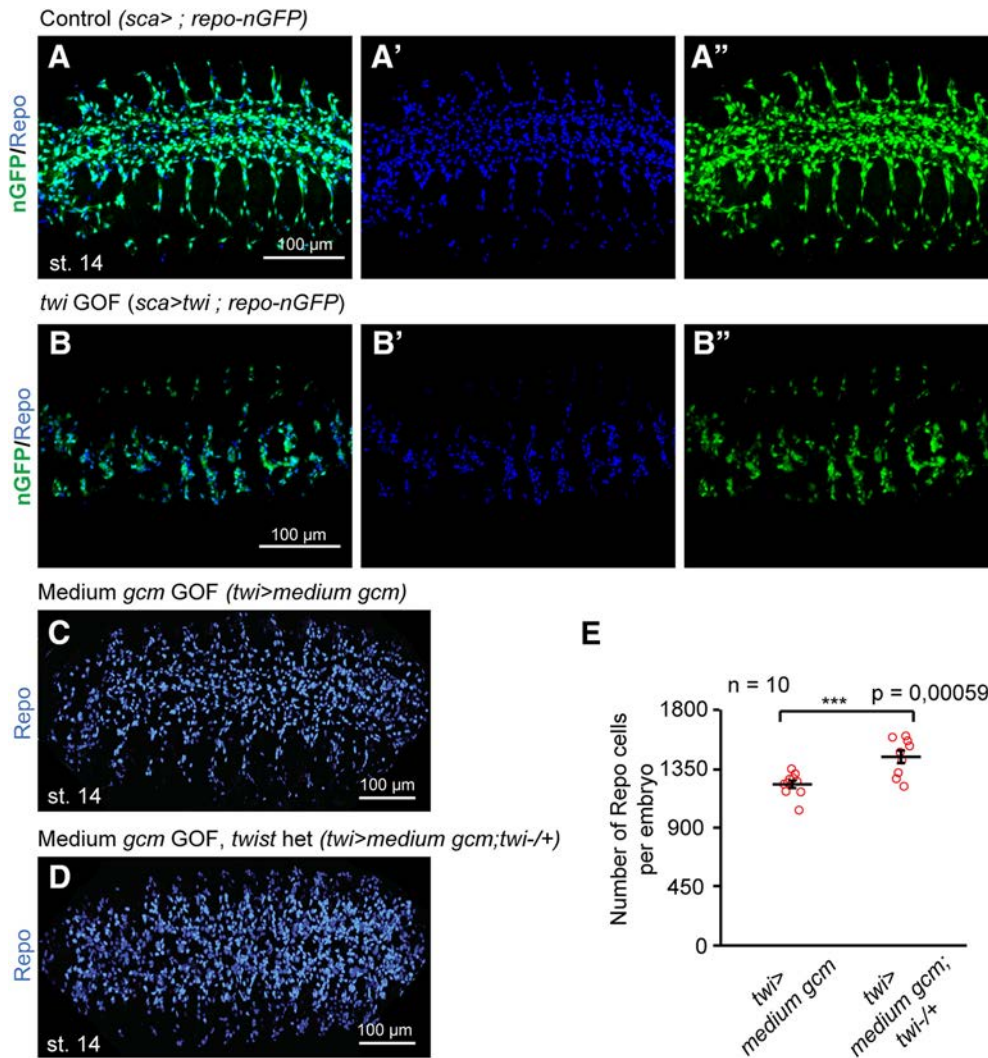 Control (sca> ; repo-nGFP)
A
A'
A"
nGFP/Repo
100 µm
st. 14
twi GOF (sca>twi ; repo-nGFP)
B
B'
B"
nGFP/Repo
100 µm
Medium gcm GOF (twi>medium gcm)
C
Repo
100 µm
st. 14
Medium gcm GOF, twist het (twi>medium gcm;twi-/+)
D
Repo
100 µm
st. 14
E
n = 10
***
p = 0,00059
Number of Repo cells
per embryo
1800
1350
900
450
0
twi>
medium gcm
twi>
medium gcm;
twi-/+